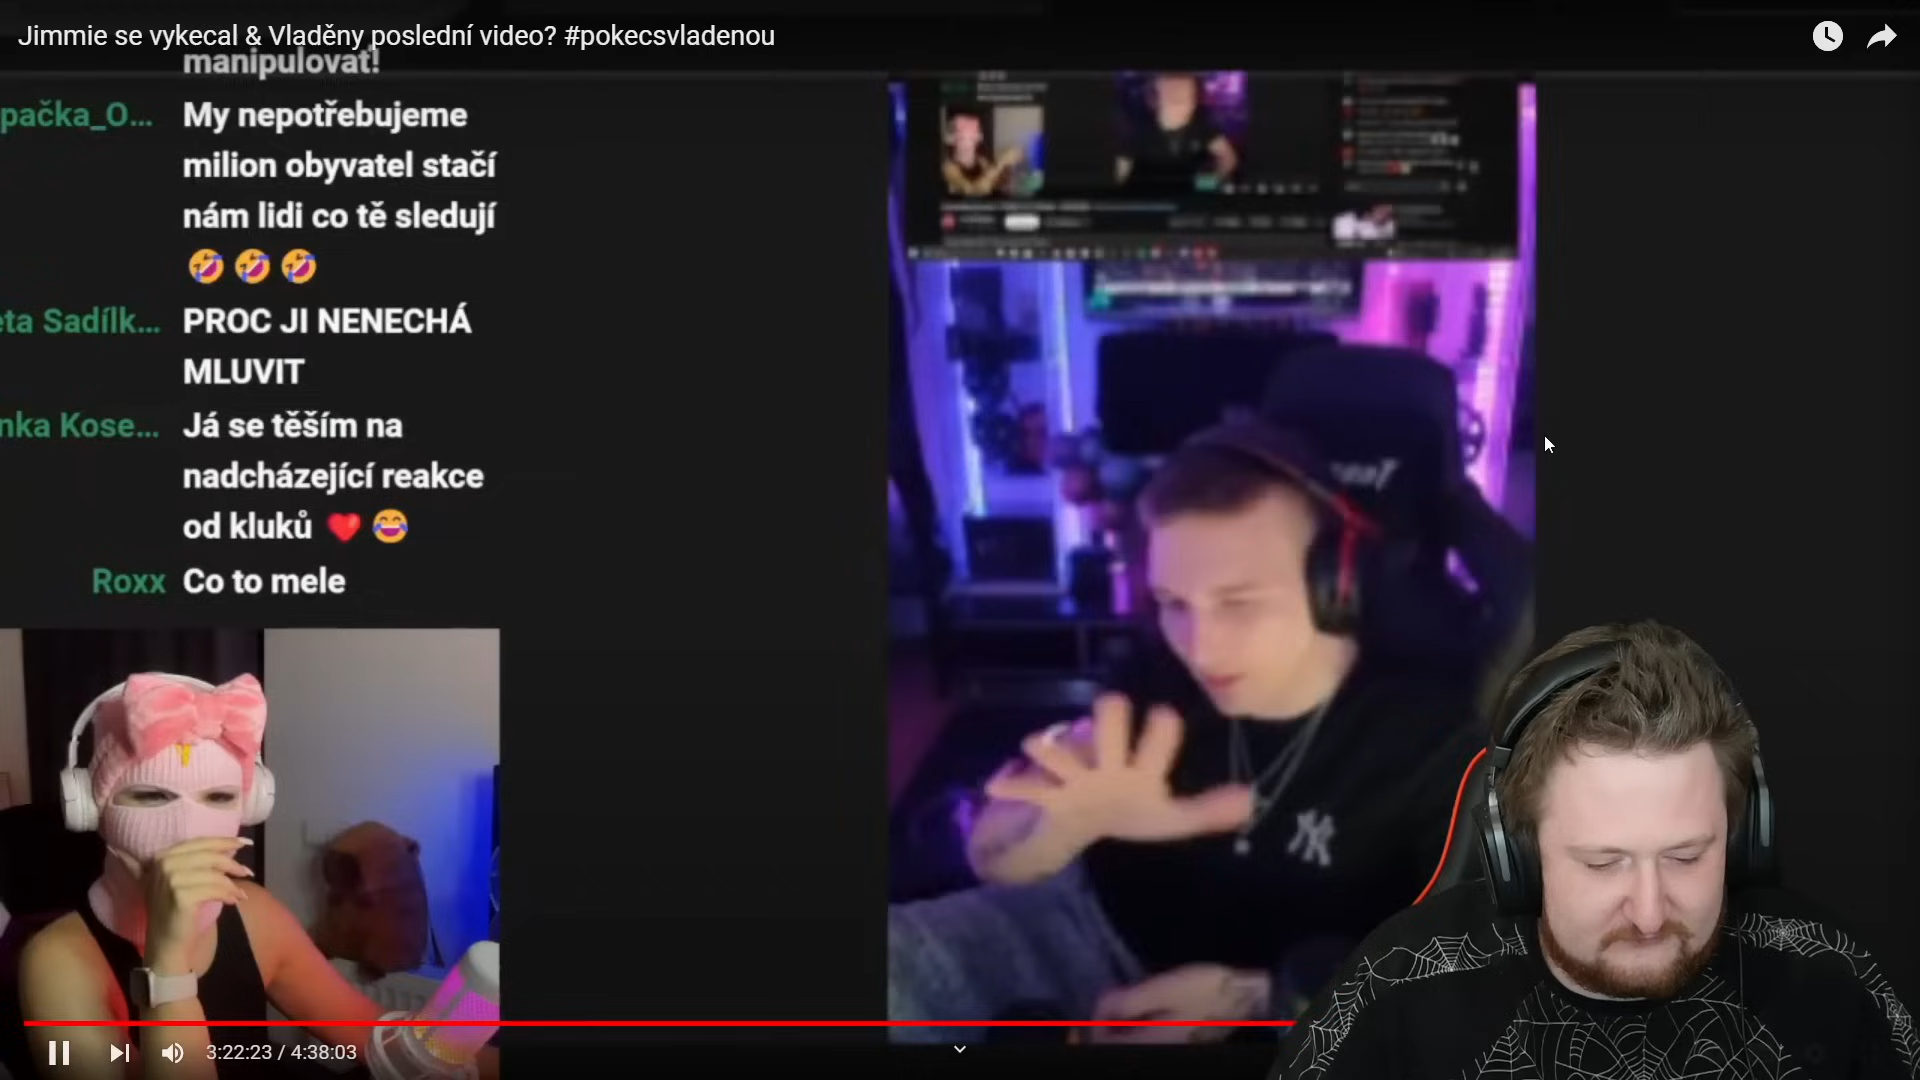 Jimmie se vykecal & Vladěny poslední video? #pokecsvladenou
manipulovat!
pačka_O... My nepotřebujeme
milion obyvatel stačí
nám lidi co tě sledují
🤣🤣🤣
eta Sadílk... PROC JI NENECHÁ
MLUVIT
nka Kose... Já se těším na
nadcházející reakce
od kluků ❤️😂
Roxx Co to mele
NY
3:22:23 / 4:38:03